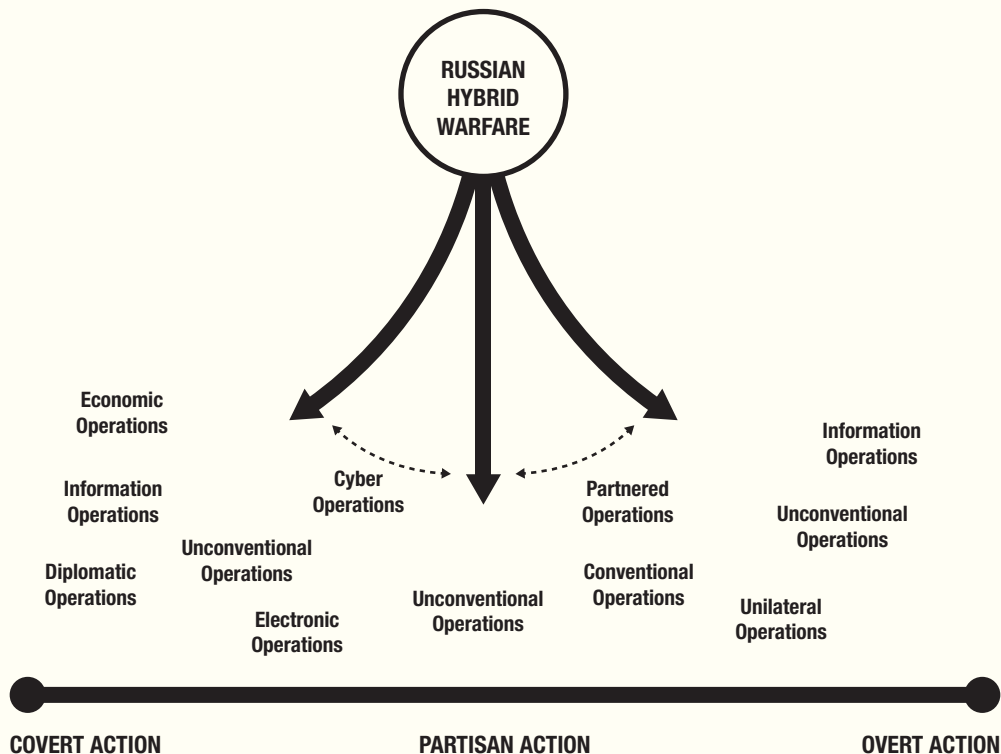 RUSSIAN
HYBRID
WARFARE
Economic
Operations
Information
Operations
Diplomatic
Operations
Unconventional
Operations
Electronic
Operations
Cyber
Operations
Unconventional
Operations
Partnered
Operations
Conventional
Operations
Information
Operations
Unconventional
Operations
Unilateral
Operations
COVERT ACTION
PARTISAN ACTION
OVERT ACTION